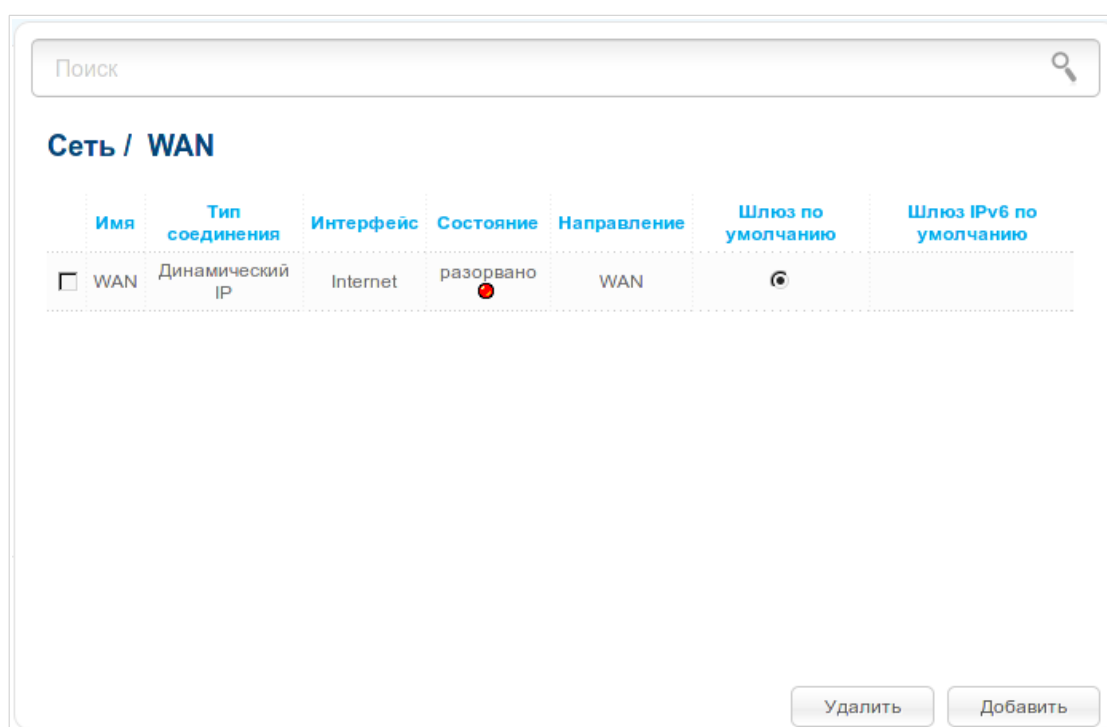 Поиск
Сеть / WAN
Имя
Тип соединения
Интерфейс
Состояние
Направление
Шлюз по умолчанию
Шлюз IPv6 по умолчанию
WAN
Динамический IP
Internet
разорвано
WAN
Удалить
Добавить